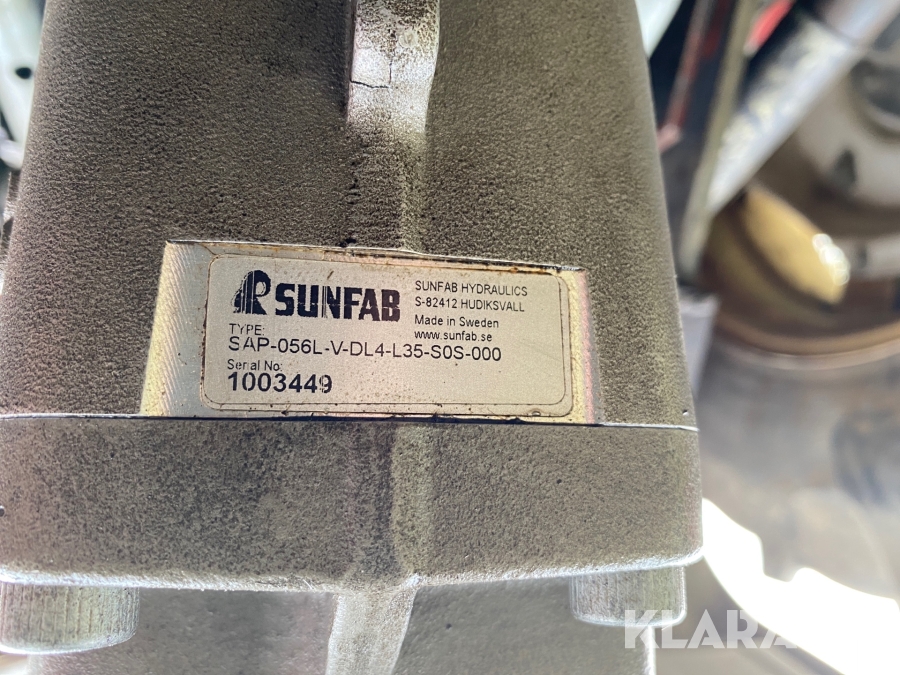 SUNFAB
SUNFAB HYDRAULICS
S-82412 HUDIKSVALL
Made in Sweden
www.sunfab.se
TYPE:
SAP-056L-V-DL4-L35-S0S-000
Serial No:
1003449
KLARA